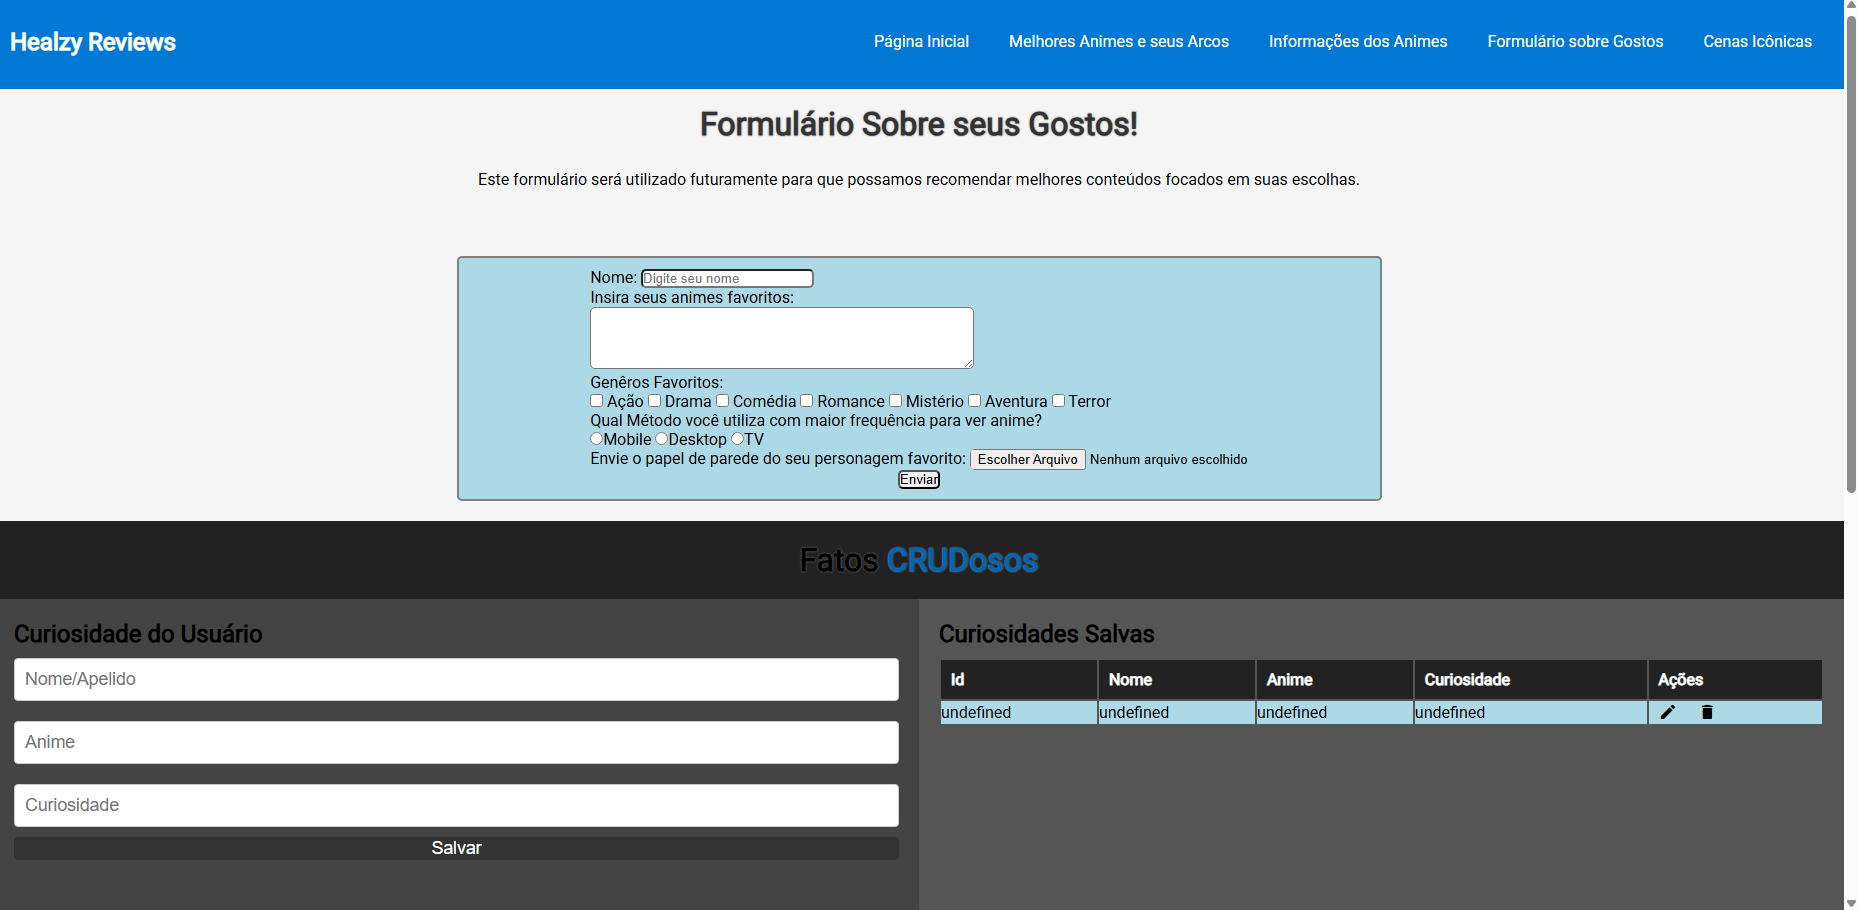 Healzy Reviews
Página Inicial Melhores Animes e seus Arcos Informações dos Animes Formulário sobre Gostos Cenas Icônicas
Formulário Sobre seus Gostos!
Este formulário será utilizado futuramente para que possamos recomendar melhores conteúdos focados em suas escolhas.
Nome: Digite seu nome
Insira seus animes favoritos:
Genêros Favoritos:
Ação Drama Comédia Romance Mistério Aventura Terror
Qual Método você utiliza com maior frequência para ver anime?
Mobile Desktop TV
Envie o papel de parede do seu personagem favorito: Escolher Arquivo Nenhum arquivo escolhido
Enviar
Fatos CRUDosos
Curiosidade do Usuário
Nome/Apelido
Anime
Curiosidade
Salvar
Curiosidades Salvas
Id Nome Anime Curiosidade Ações
undefined undefined undefined undefined